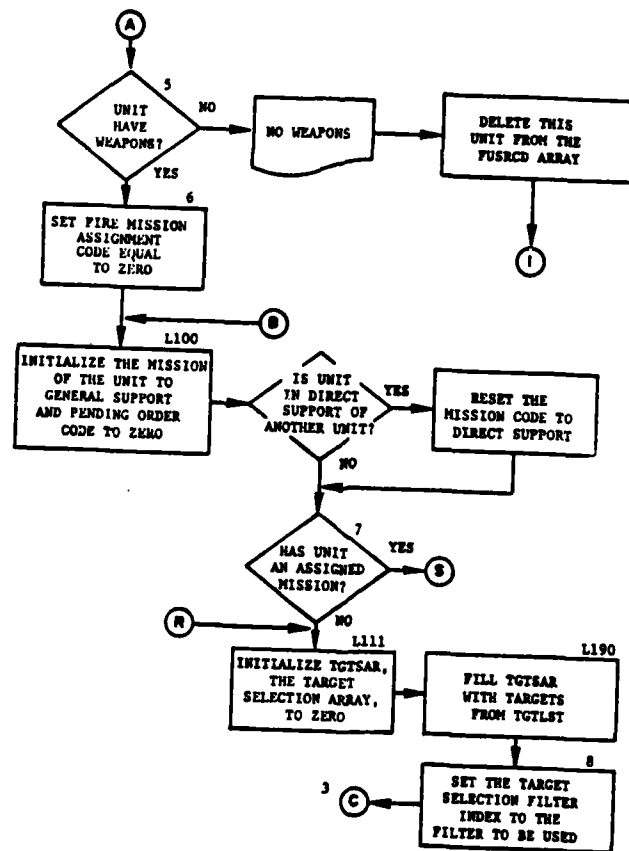 A
5
UNIT
HAVE
WEAPONS?
NO
NO WEAPONS
DELETE THIS
UNIT FROM THE
FUSRCD ARRAY
YES
I
6
SET FIRE MISSION
ASSIGNMENT
CODE EQUAL
TO ZERO
B
L100
INITIALIZE THE MISSION
OF THE UNIT TO
GENERAL SUPPORT
AND PENDING ORDER
CODE TO ZERO
IS UNIT
IN DIRECT
SUPPORT OF
ANOTHER UNIT?
YES
RESET THE
MISSION CODE TO
DIRECT SUPPORT
NO
7
HAS UNIT
AN ASSIGNED
MISSION?
YES
S
NO
R
L111
INITIALIZE TGTSAR,
THE TARGET
SELECTION ARRAY,
TO ZERO
L190
FILL TGTSAR
WITH TARGETS
FROM TGTLST
8
SET THE TARGET
SELECTION FILTER
INDEX TO THE
FILTER TO BE USED
3
C